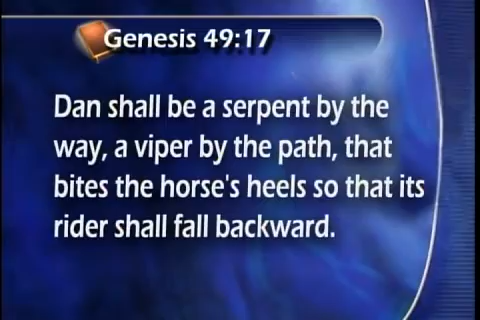 Genesis 49:17
Dan shall be a serpent by the
way, a viper by the path, that
bites the horse's heels so that its
rider shall fall backward.